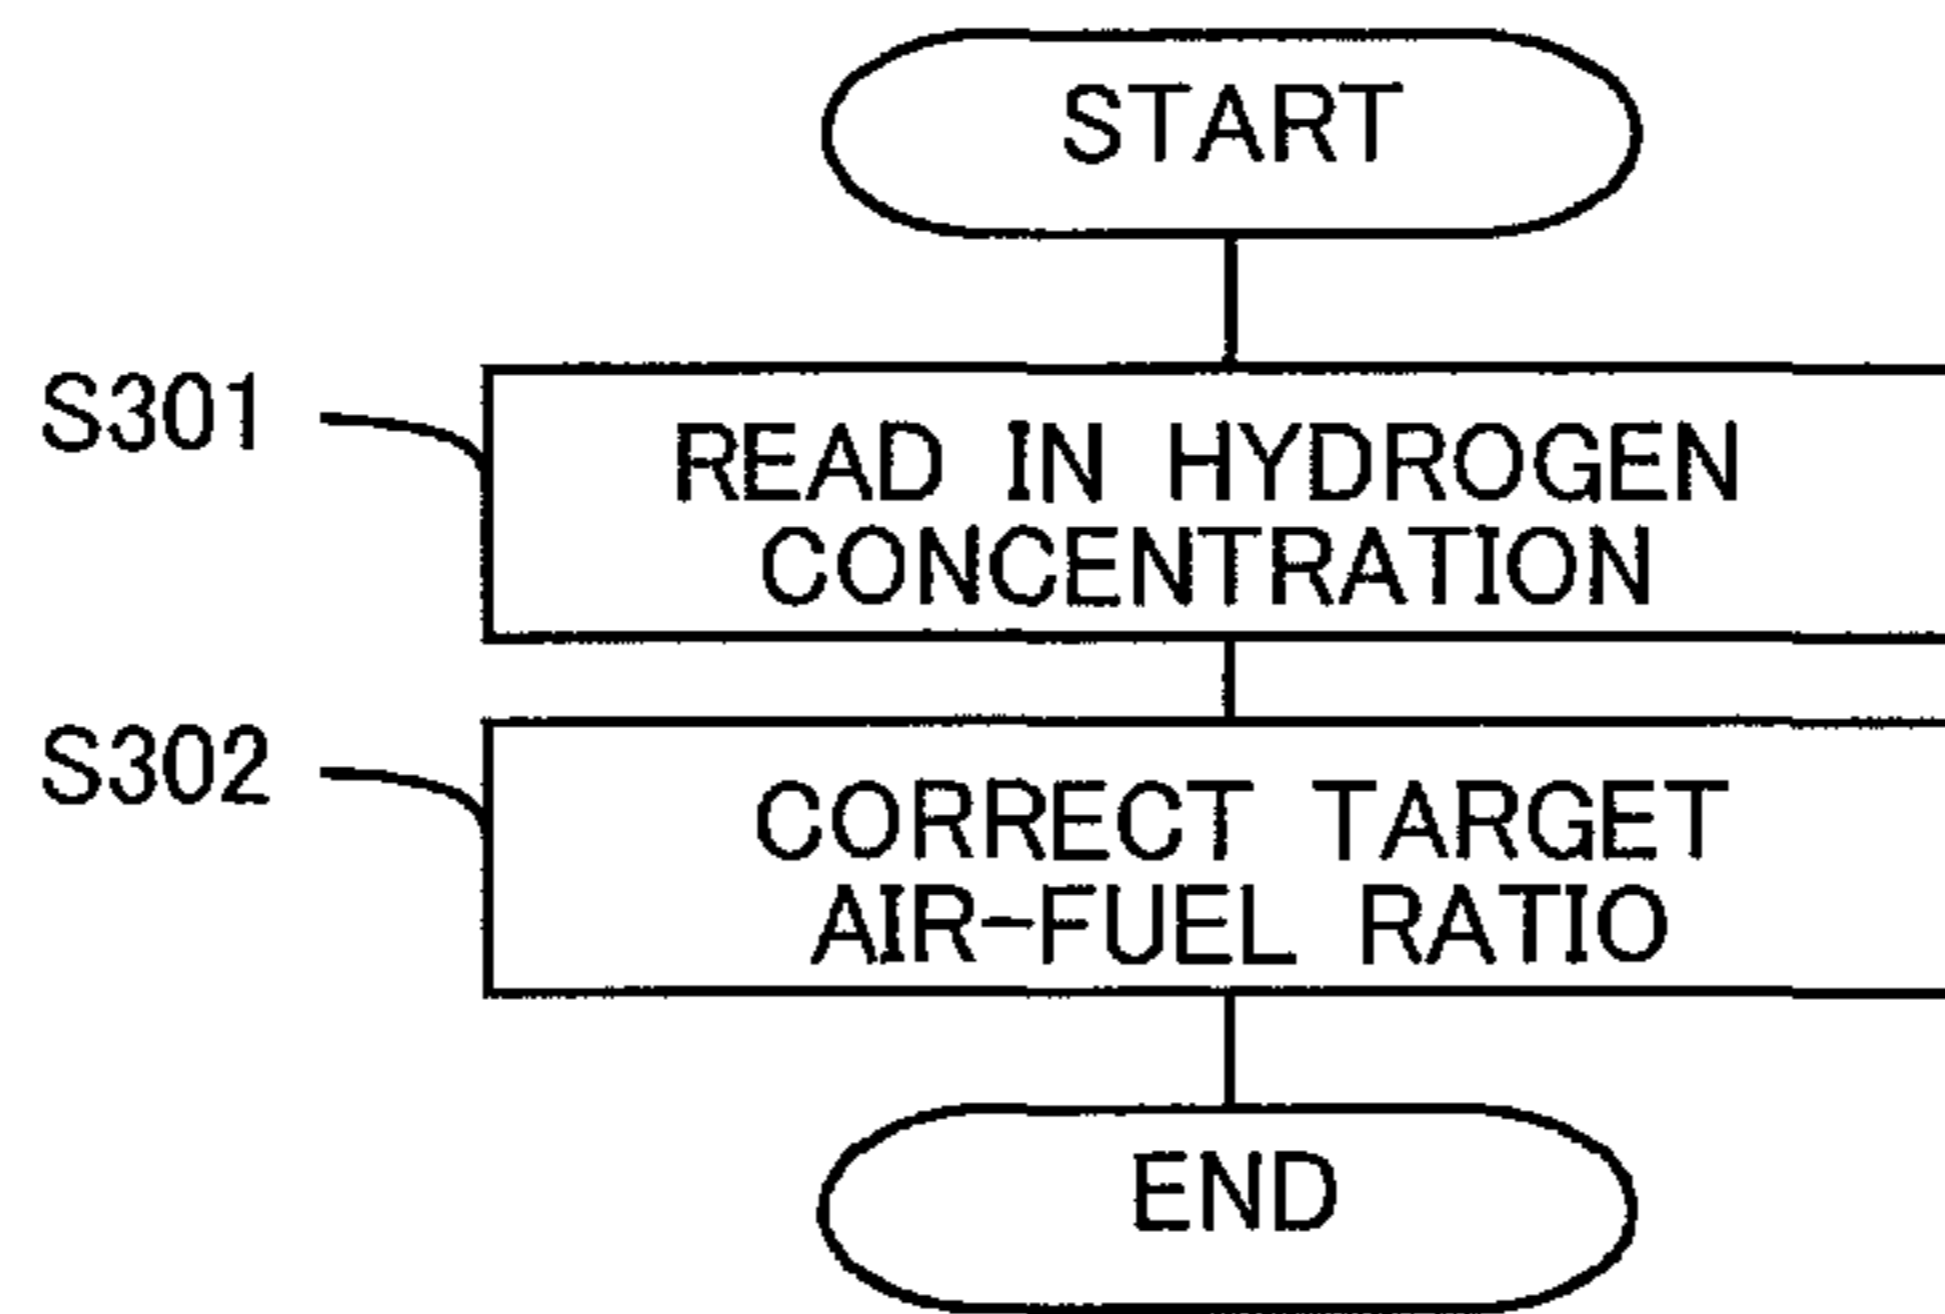 START
S301
READ IN HYDROGEN
CONCENTRATION
S302
CORRECT TARGET
AIR-FUEL RATIO
END